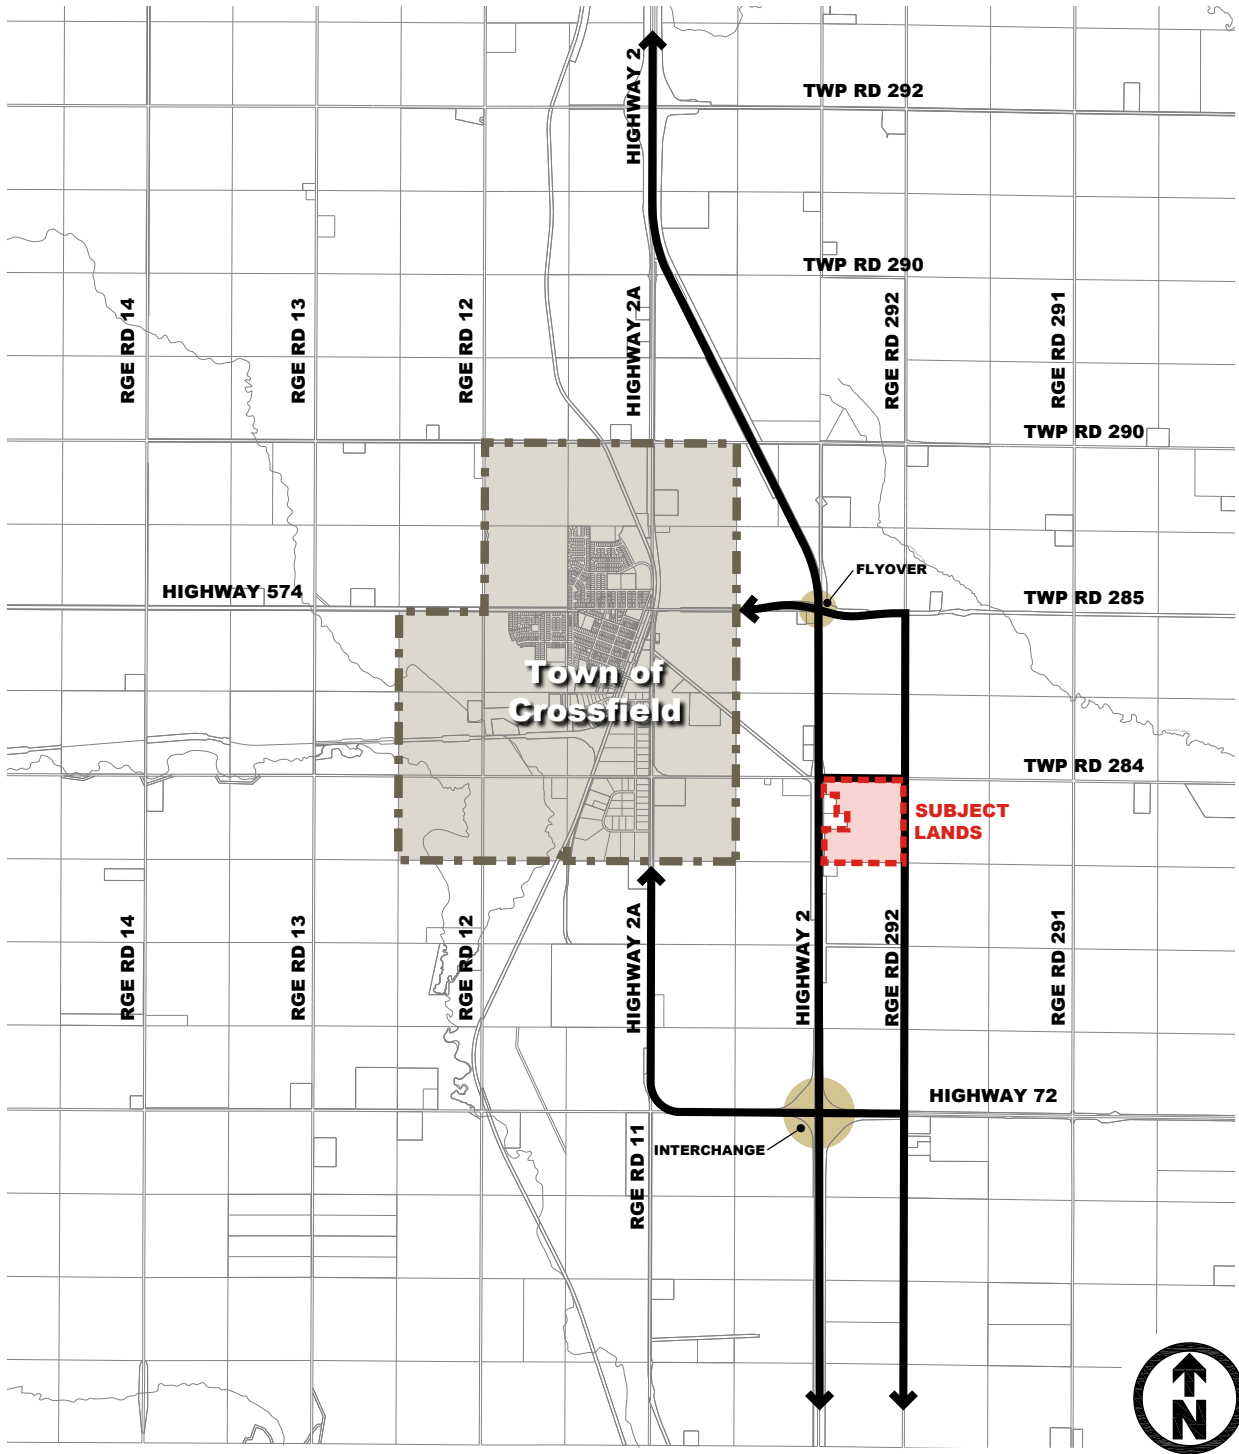 HIGHWAY 2
TWP RD 292
TWP RD 290
RGE RD 14
RGE RD 13
RGE RD 12
HIGHWAY 2A
RGE RD 292
RGE RD 291
TWP RD 290
FLYOVER
HIGHWAY 574
TWP RD 285
Town of
Crossfield
TWP RD 284
SUBJECT
LANDS
RGE RD 14
RGE RD 13
RGE RD 12
HIGHWAY 2A
HIGHWAY 2
RGE RD 292
RGE RD 291
HIGHWAY 72
RGE RD 11
INTERCHANGE
N